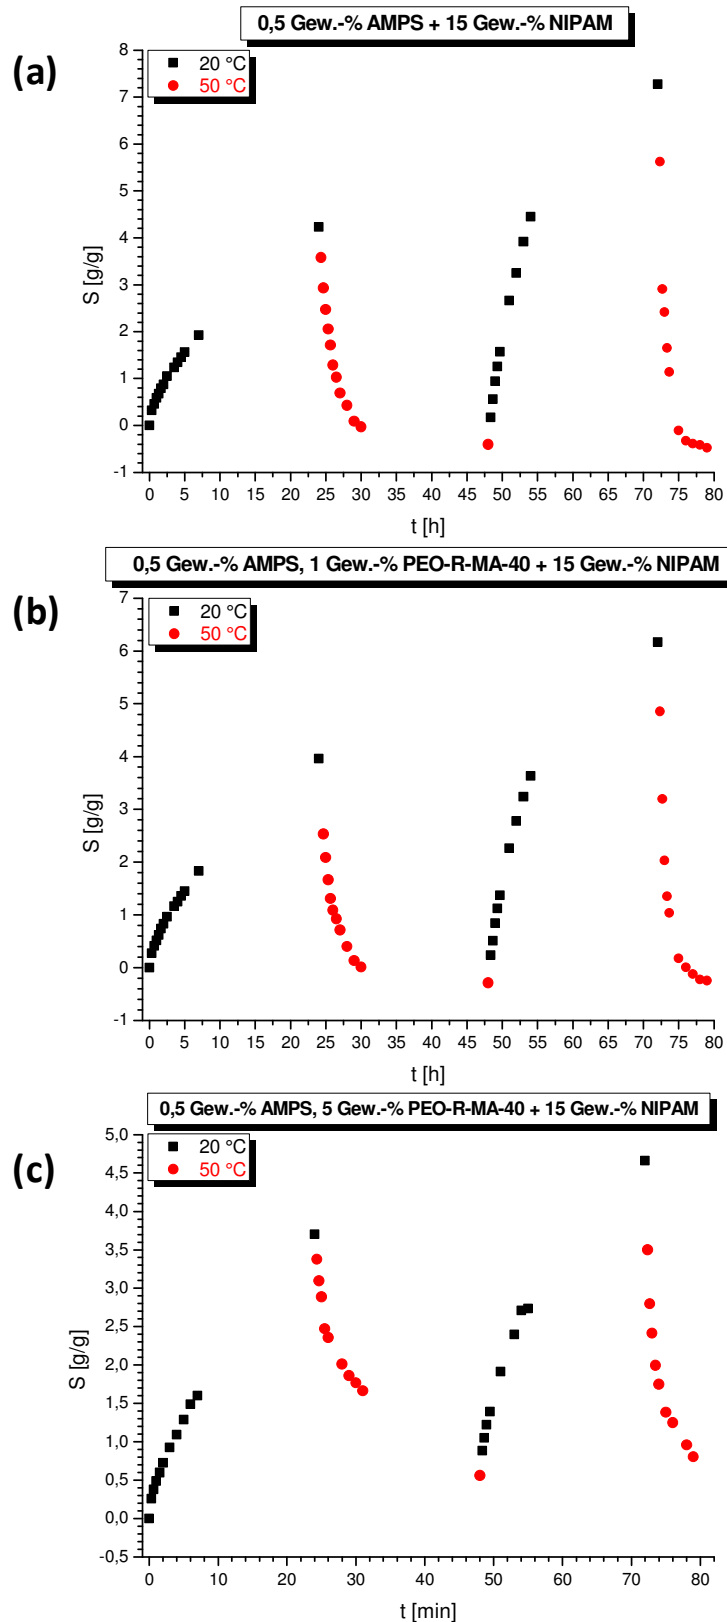 0,5 Gew.-% AMPS + 15 Gew.-% NIPAM
(a)
20 °C
50 °C
8
7
6
5
4
3
2
1
0
-1
S [g/g]
0 5 10 15 20 25 30 35 40 45 50 55 60 65 70 75 80
t [h]
0,5 Gew.-% AMPS, 1 Gew.-% PEO-R-MA-40 + 15 Gew.-% NIPAM
(b)
20 °C
50 °C
7
6
5
4
3
2
1
0
-1
S [g/g]
0 5 10 15 20 25 30 35 40 45 50 55 60 65 70 75 80
t [h]
0,5 Gew.-% AMPS, 5 Gew.-% PEO-R-MA-40 + 15 Gew.-% NIPAM
(c)
20 °C
50 °C
5,0
4,5
4,0
3,5
3,0
2,5
2,0
1,5
1,0
0,5
0,0
-0,5
S [g/g]
0 10 20 30 40 50 60 70 80
t [min]